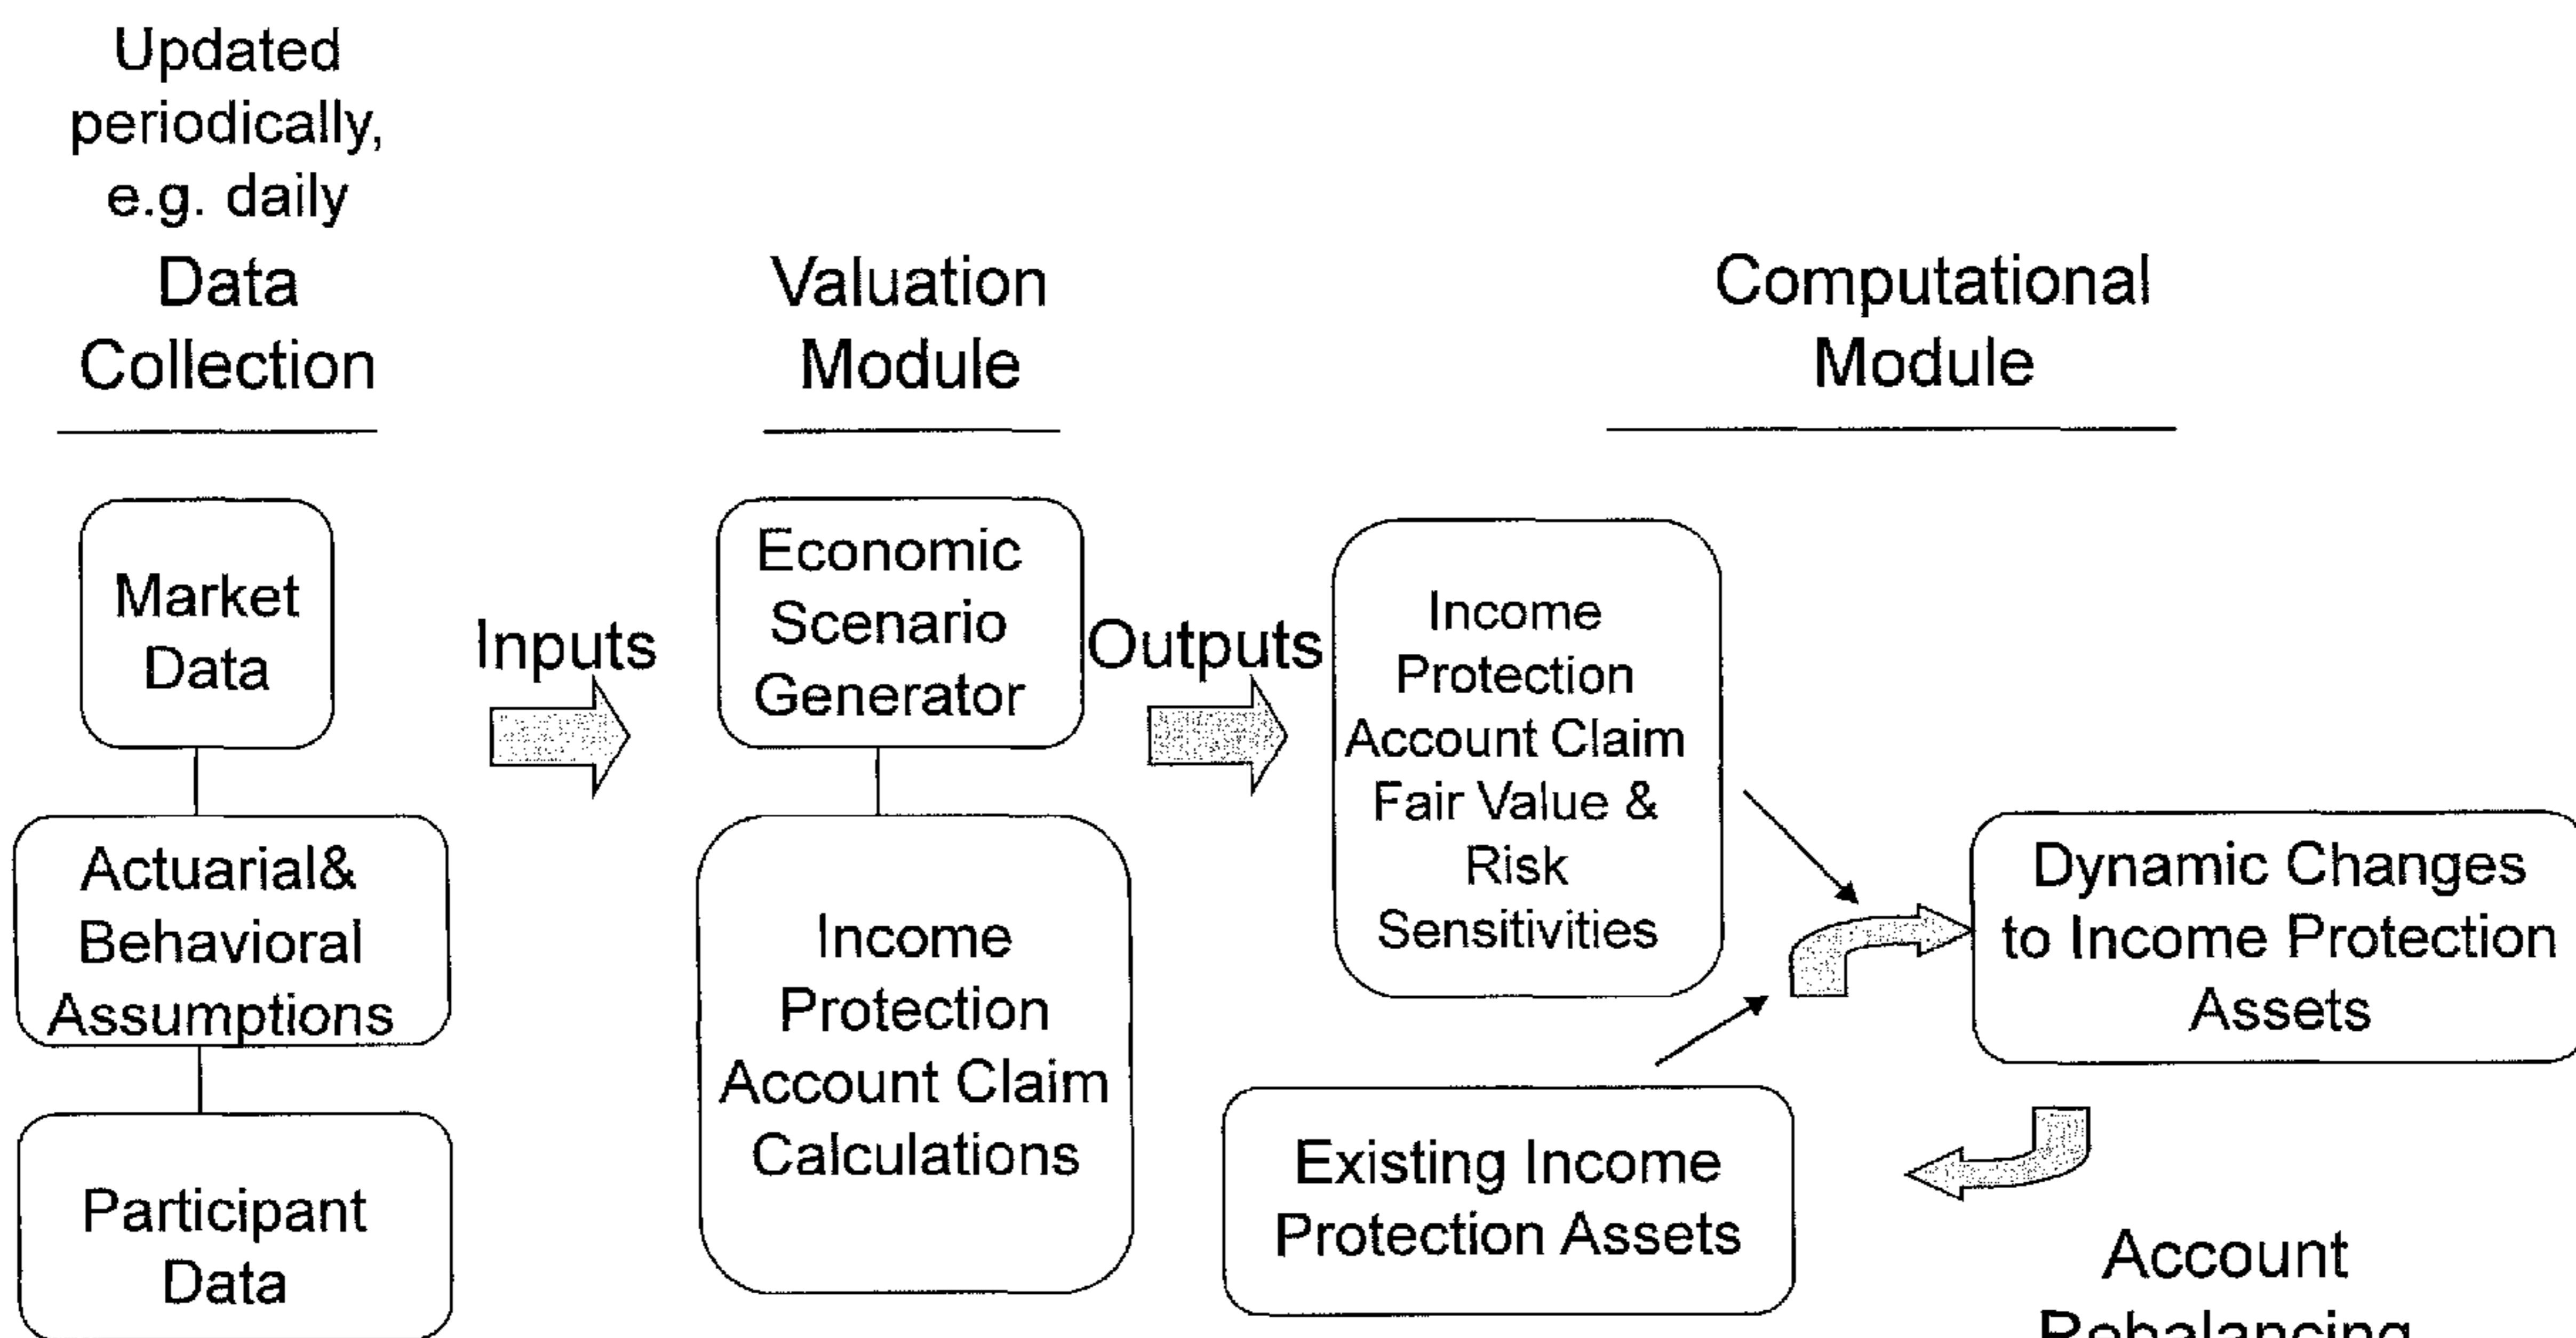 Updated
periodically,
e.g. daily
Data
Collection
Market
Data
Actuarial&
Behavioral
Assumptions
Participant
Data
Inputs
Valuation
Module
Economic
Scenario
Generator
Income
Protection
Account Claim
Calculations
Outputs
Computational
Module
Income
Protection
Account Claim
Fair Value &
Risk
Sensitivities
Existing Income
Protection Assets
Dynamic Changes
to Income Protection
Assets
Account
Rebalancing